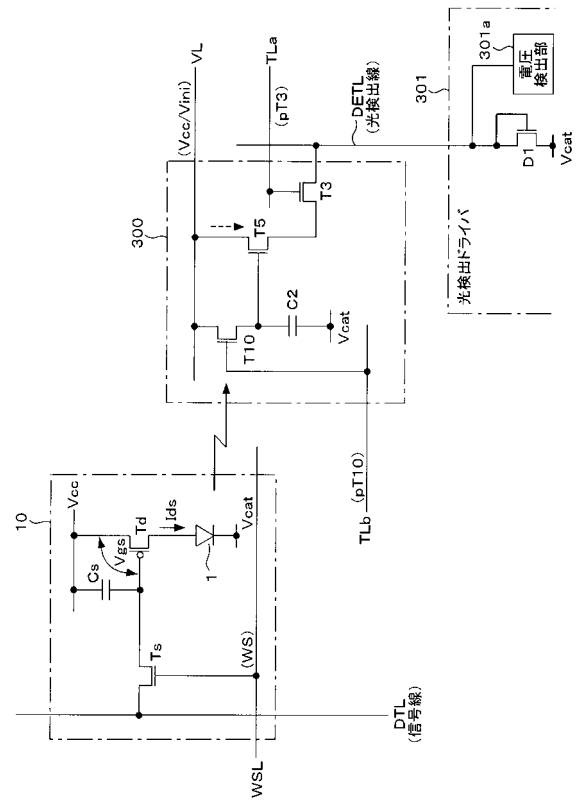 10
Vcc
Cs
Vgs
Td
Ids
1
Vcat
Ts
(WS)
WSL
DTL
(信号線)
300
(Vcc/Vini)
VL
TLa
(pT3)
T5
T3
T10
C2
Vcat
TLb
(pT10)
DETL
(光検出線)
301
301a
電圧
検出部
D1
Vcat
光検出ドライバ